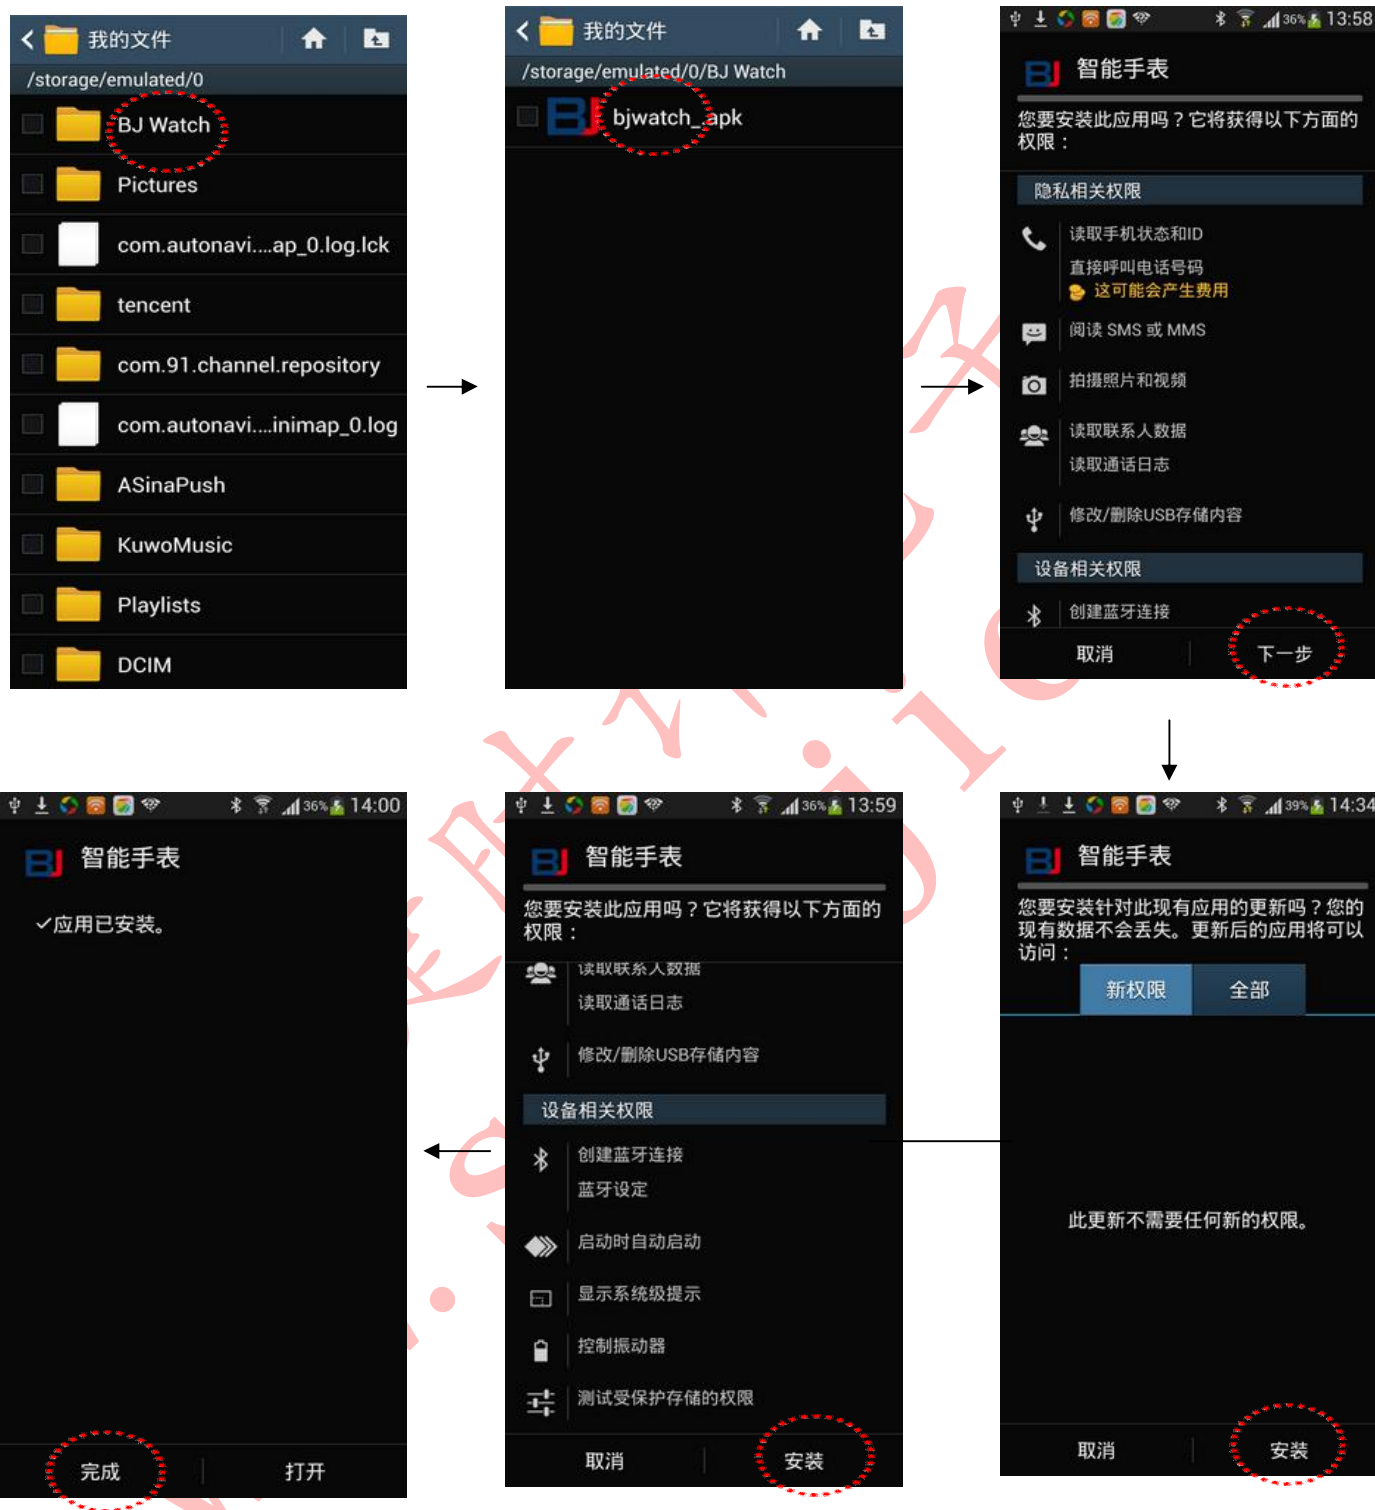 我的文件
/storage/emulated/0
BJ Watch
Pictures
com.autonavi....ap_0.log.lck
tencent
com.91.channel.repository
com.autonavi....inimap_0.log
ASinaPush
KuwoMusic
Playlists
DCIM
我的文件
/storage/emulated/0/BJ Watch
BJ
bjwatch_.apk
36% 13:58
BJ 智能手表
您要安装此应用吗？它将获得以下方面的
权限：
隐私相关权限
读取手机状态和ID
直接呼叫电话号码
这可能会产生费用
阅读 SMS 或 MMS
拍摄照片和视频
读取联系人数据
读取通话日志
修改/删除USB存储内容
设备相关权限
创建蓝牙连接
取消 下一步
39% 14:34
BJ 智能手表
您要安装针对此现有应用的更新吗？您的
现有数据不会丢失。更新后的应用将可以
访问：
新权限 全部
此更新不需要任何新的权限。
取消 安装
36% 13:59
BJ 智能手表
您要安装此应用吗？它将获得以下方面的
权限：
读取联系人数据
读取通话日志
修改/删除USB存储内容
设备相关权限
创建蓝牙连接
蓝牙设定
启动时自动启动
显示系统级提示
控制振动器
测试受保护存储的权限
取消 安装
36% 14:00
BJ 智能手表
✓应用已安装。
完成 打开